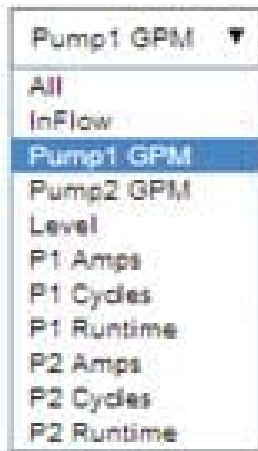 Pump1 GPM ▼
All
InFlow
Pump1 GPM
Pump2 GPM
Level
P1 Amps
P1 Cycles
P1 Runtime
P2 Amps
P2 Cycles
P2 Runtime